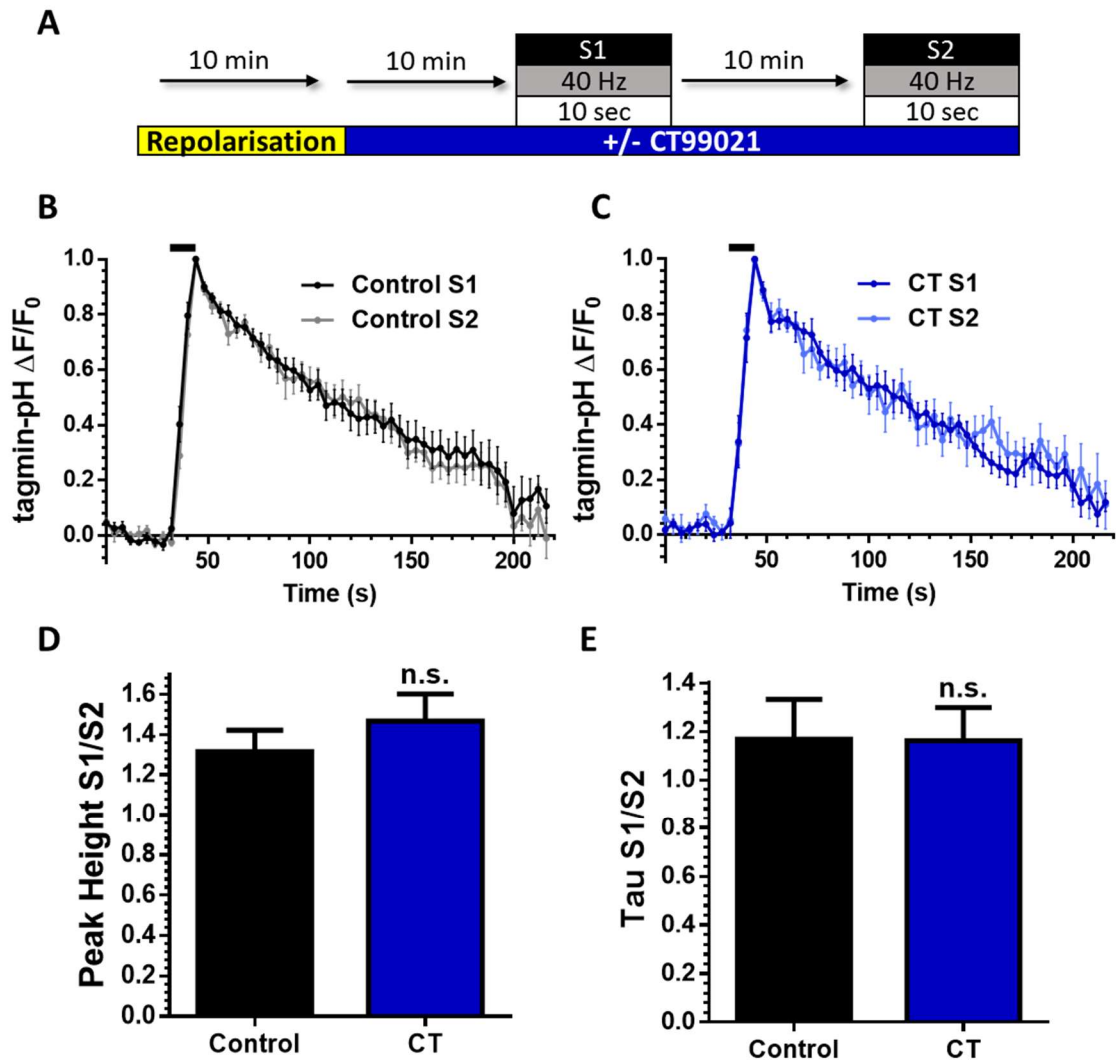 A
10 min
10 min
S1
40 Hz
10 sec
10 min
S2
40 Hz
10 sec
Repolarisation
+/- CT99021
B
tagmin-pH ΔF/F0
1.0
0.8
0.6
0.4
0.2
0.0
50
100
150
200
Time (s)
Control S1
Control S2
C
tagmin-pH ΔF/F0
1.0
0.8
0.6
0.4
0.2
0.0
50
100
150
200
Time (s)
CT S1
CT S2
D
Peak Height S1/S2
1.6
1.4
1.2
1.0
0.8
0.6
0.4
0.2
0.0
n.s.
Control
CT
E
Tau S1/S2
1.4
1.2
1.0
0.8
0.6
0.4
0.2
0.0
n.s.
Control
CT